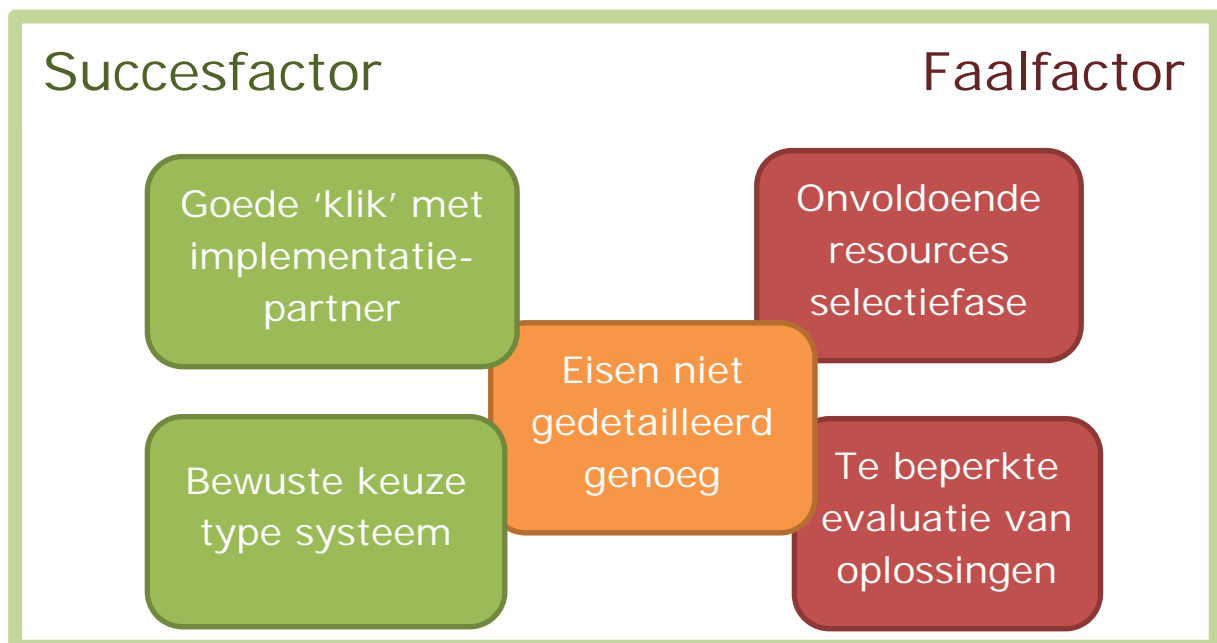 Succesfactor
Faalfactor
Goede ‘klik’ met
implementatie-
partner
Onvoldoende
resources
selectiefase
Eisen niet
gedetailleerd
genoeg
Bewuste keuze
type systeem
Te beperkte
evaluatie van
oplossingen